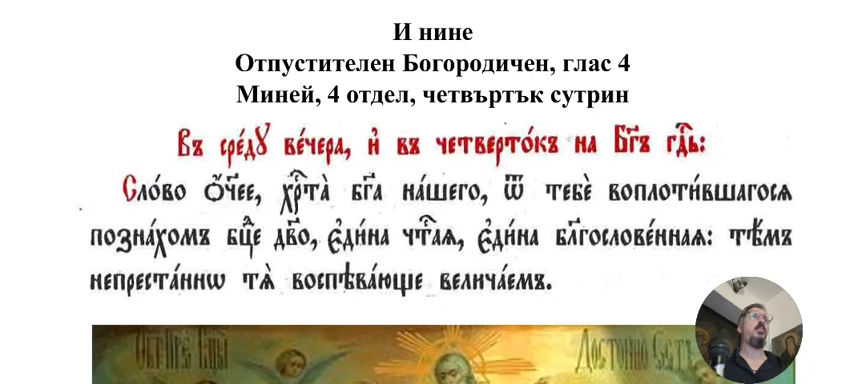 И нине
Отпустителен Богородичен, глас 4
Миней, 4 отдел, четвъртък сутрин
Въ сре́дꙋ ве́чера, и҆ въ четверто́къ на Бг҃ъ гдⷭ҇ь:
Сло́во ѻ҆́ч҃ее, хрⷭ҇та̀ бг҃а на́шего, ѿ тебє̀ воплоти́вшагосѧ
позна́хомъ бцⷣе дв҃о, є҆ди́на чⷭ҇таѧ, є҆ди́на бл҃гослове́ннаѧ: тѣ́мъ
непреста́ннѡ тѧ̀ воспѣва́юще велича́емъ.